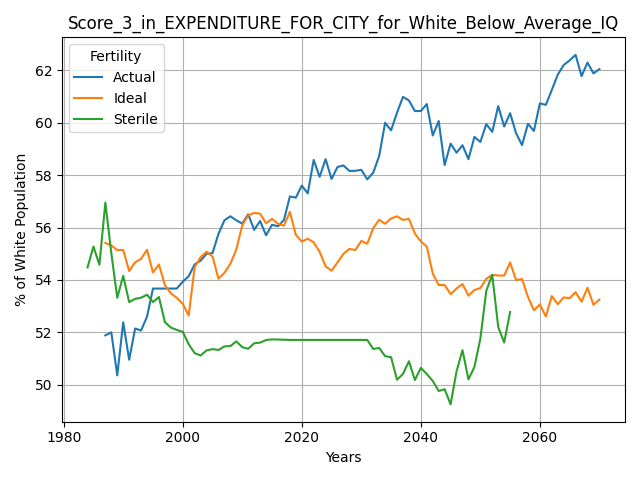 Score_3_in_EXPENDITURE_FOR_CITY_for_White_Below_Average_IQ
Fertility
Actual
Ideal
Sterile
% of White Population
62
60
58
56
54
52
50
1980
2000
2020
2040
2060
Years